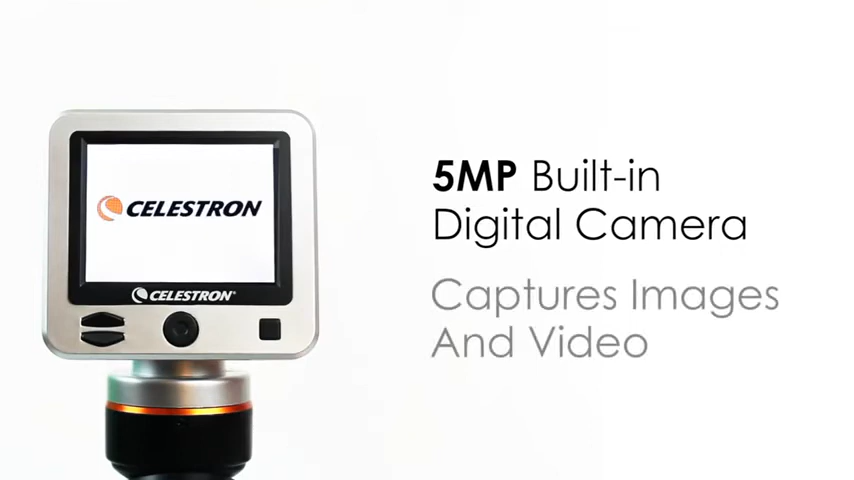 CELESTRON
CELESTRON®
5MP Built-in
Digital Camera
Captures Images
And Video